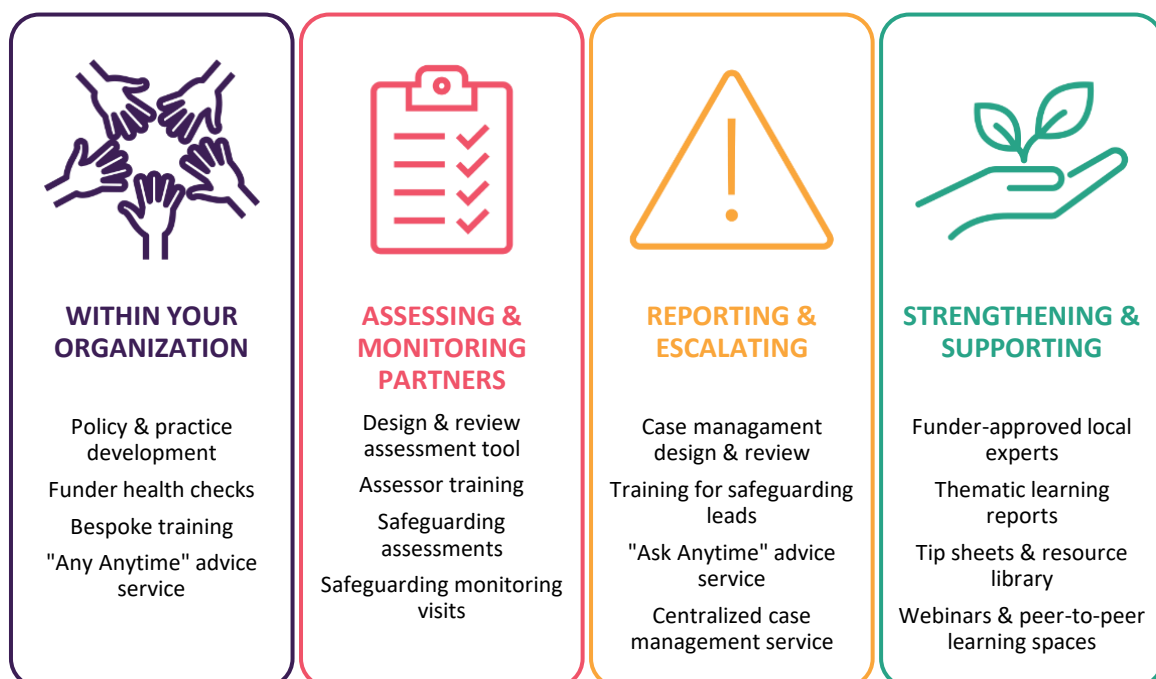 WITHIN YOUR
ORGANIZATION
Policy & practice
development
Funder health checks
Bespoke training
"Any Anytime" advice
service
ASSESSING &
MONITORING
PARTNERS
Design & review
assessment tool
Assessor training
Safeguarding
assessments
Safeguarding monitoring
visits
REPORTING &
ESCALATING
Case managament
design & review
Training for safeguarding
leads
"Ask Anytime" advice
service
Centralized case
management service
STRENGTHENING &
SUPPORTING
Funder-approved local
experts
Thematic learning
reports
Tip sheets & resource
library
Webinars & peer-to-peer
learning spaces